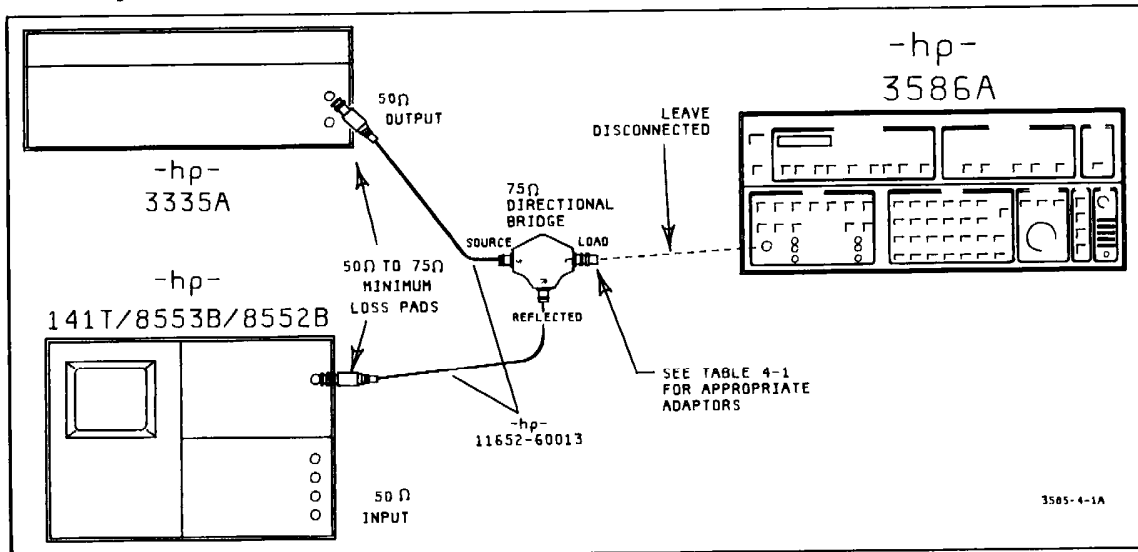 -hp-
3335A
50Ω
OUTPUT
-hp-
3586A
LEAVE
DISCONNECTED
75Ω
DIRECTIONAL
BRIDGE
SOURCE
LOAD
REFLECTED
50Ω TO 75Ω
MINIMUM
LOSS PADS
-hp-
141T/8553B/8552B
SEE TABLE 4-1
FOR APPROPRIATE
ADAPTORS
-hp-
11652-60013
50Ω
INPUT
3585-4-1A